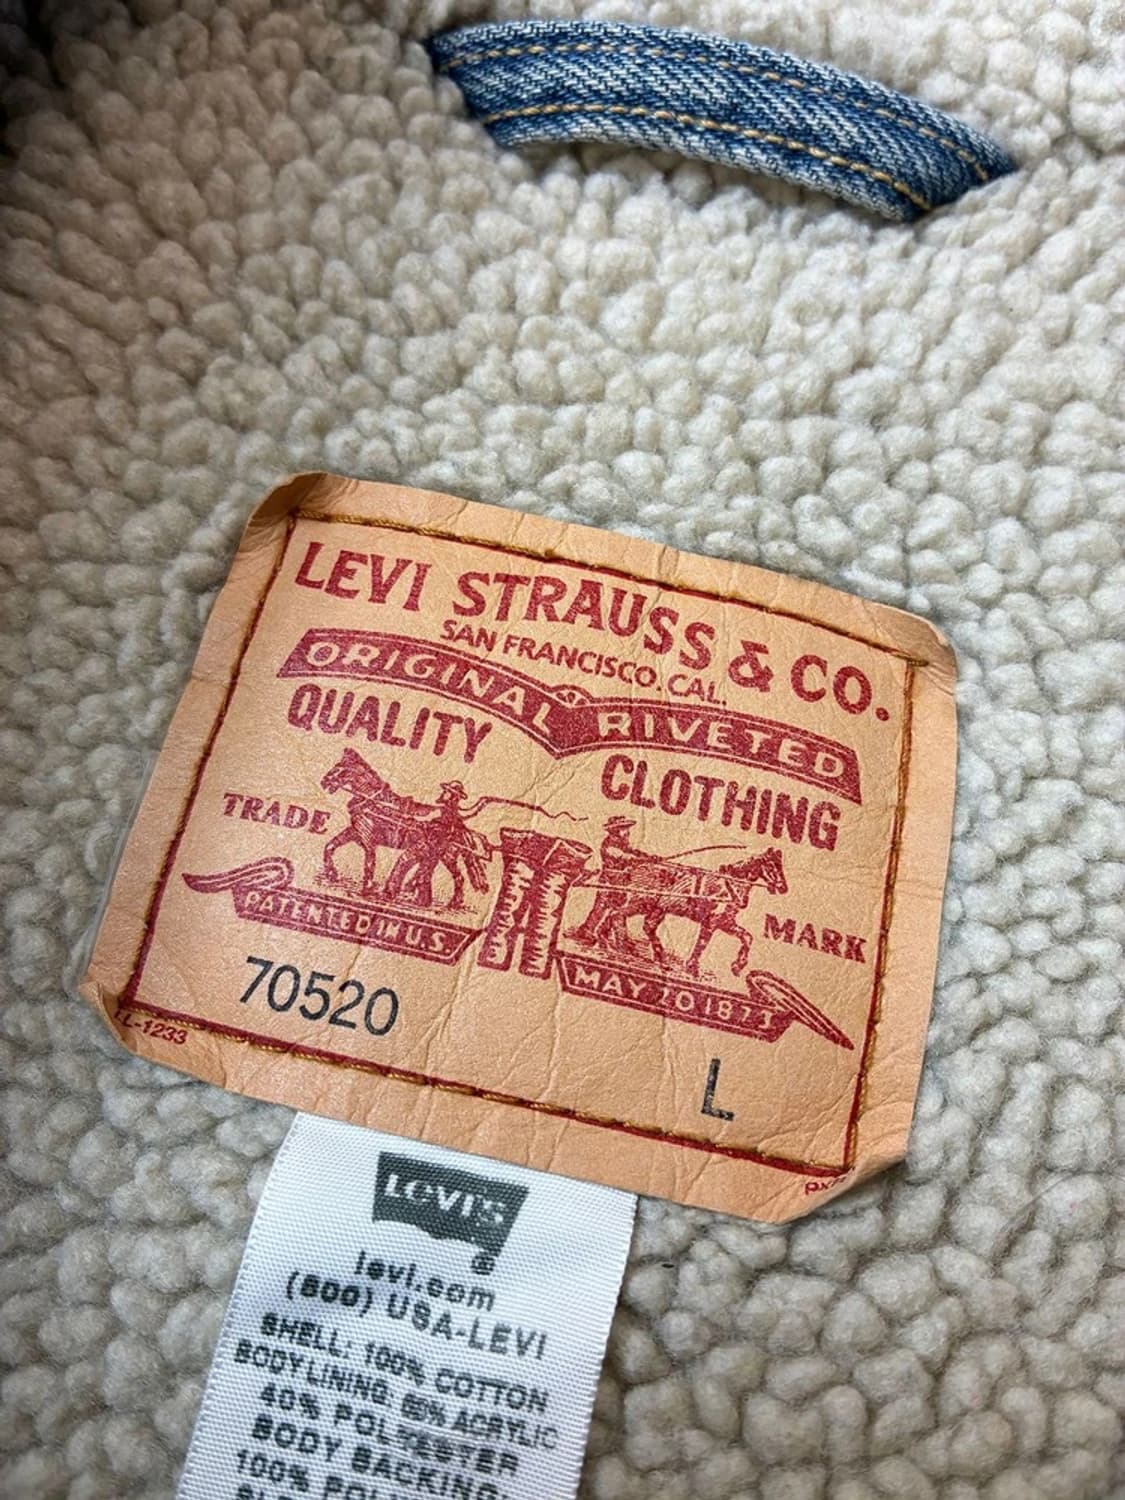 LEVI STRAUSS & CO.
SAN FRANCISCO. CAL.
ORIGINAL RIVETED
QUALITY CLOTHING
TRADE MARK
PATENTED IN U.S. MAY 20 1873
70520
L
LL-1233
LEVI'S
®
levi.com
(800) USA-LEVI
SHELL: 100% COTTON
BODY LINING: 60% ACRYLIC
40% POLYESTER
BODY BACKING:
100%